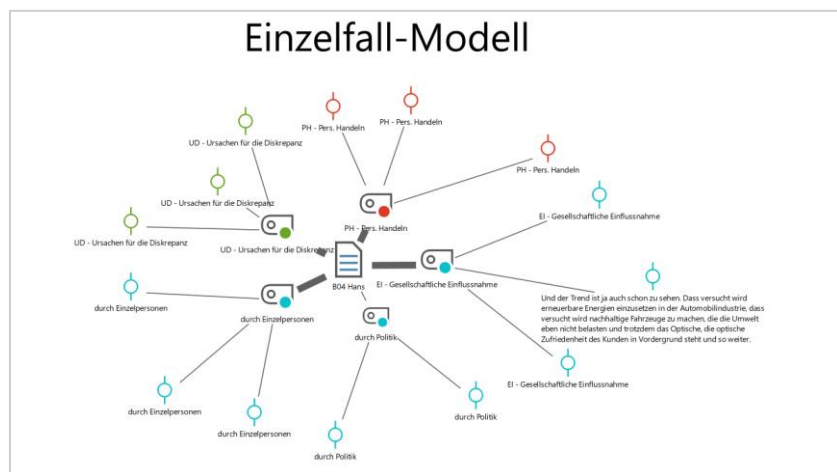 Einzelfall-Modell
PH - Pers. Handeln
PH - Pers. Handeln
UD - Ursachen für die Diskrepanz
PH - Pers. Handeln
UD - Ursachen für die Diskrepanz
EI - Gesellschaftliche Einflussnahme
PH - Pers. Handeln
UD - Ursachen für die Diskrepanz
UD - Ursachen für die Diskrepanz
B04 Hans
EI - Gesellschaftliche Einflussnahme
durch Einzelpersonen
durch Einzelpersonen
Und der Trend ist ja auch schon zu sehen. Dass versucht wird
erneuerbare Energien einzusetzen in der Automobilindustrie, dass
versucht wird nachhaltige Fahrzeuge zu machen, die die Umwelt
eben nicht belasten und trotzdem das Optische, die optische
Zufriedenheit des Kunden in Vordergrund steht und so weiter.
durch Politik
EI - Gesellschaftliche Einflussnahme
durch Einzelpersonen
durch Politik
durch Einzelpersonen
durch Politik